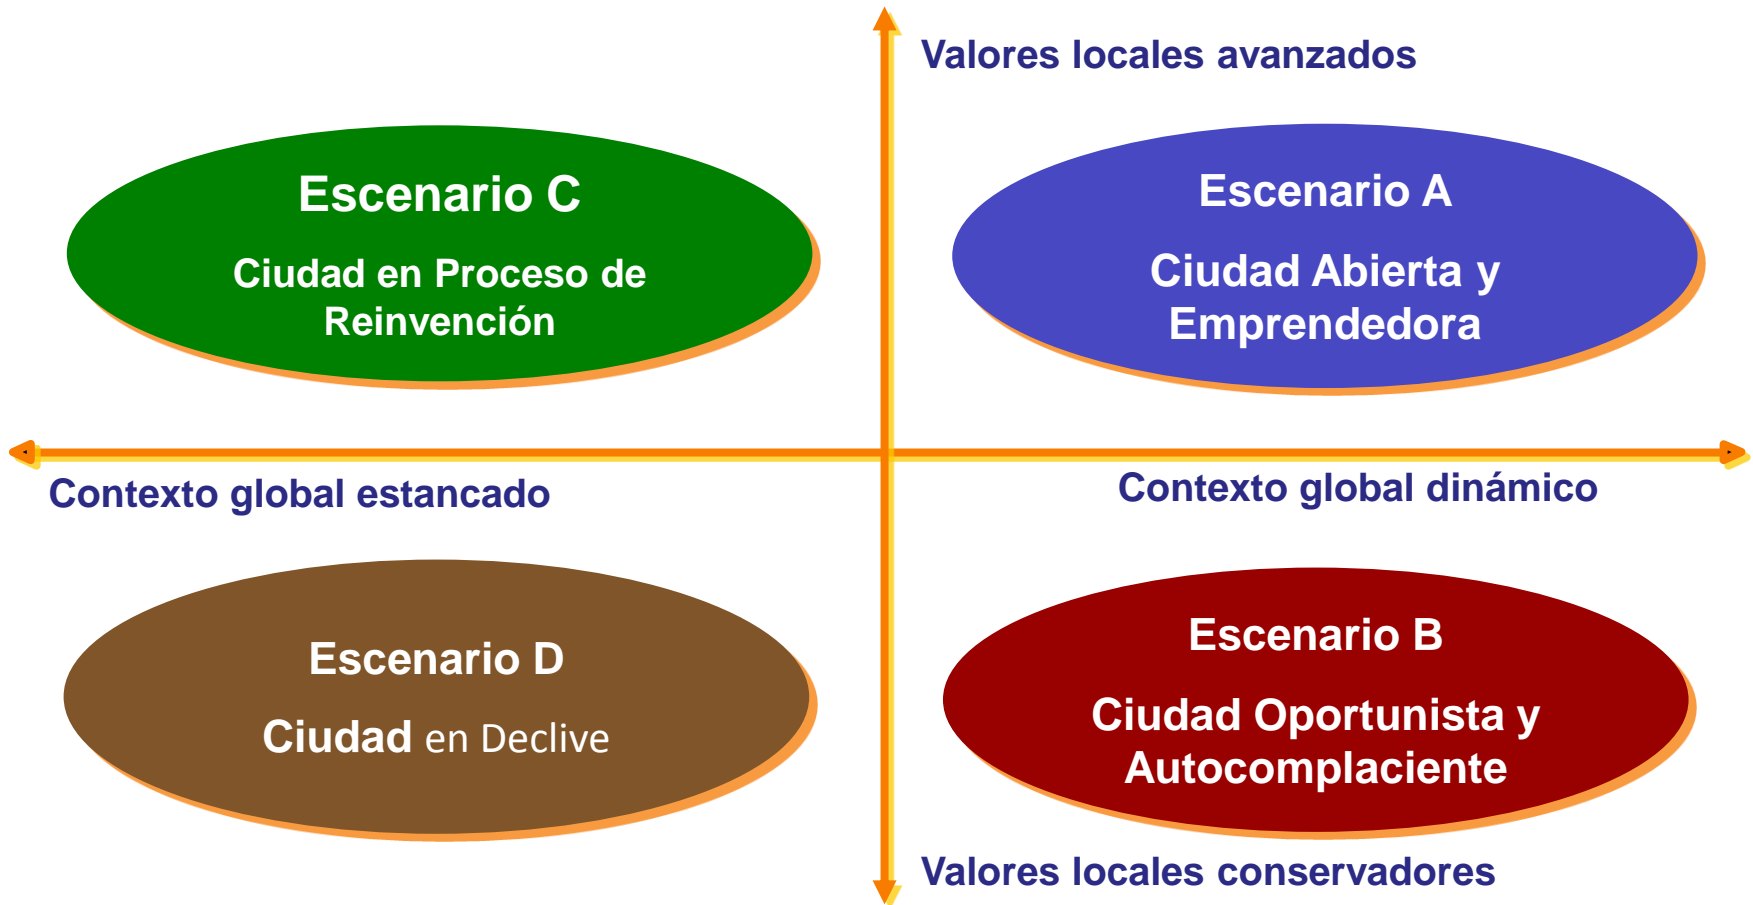 Valores locales avanzados
Escenario C
Ciudad en Proceso de
Reinvención
Escenario A
Ciudad Abierta y
Emprendedora
Contexto global estancado
Contexto global dinámico
Escenario D
Ciudad en Declive
Escenario B
Ciudad Oportunista y
Autocomplaciente
Valores locales conservadores